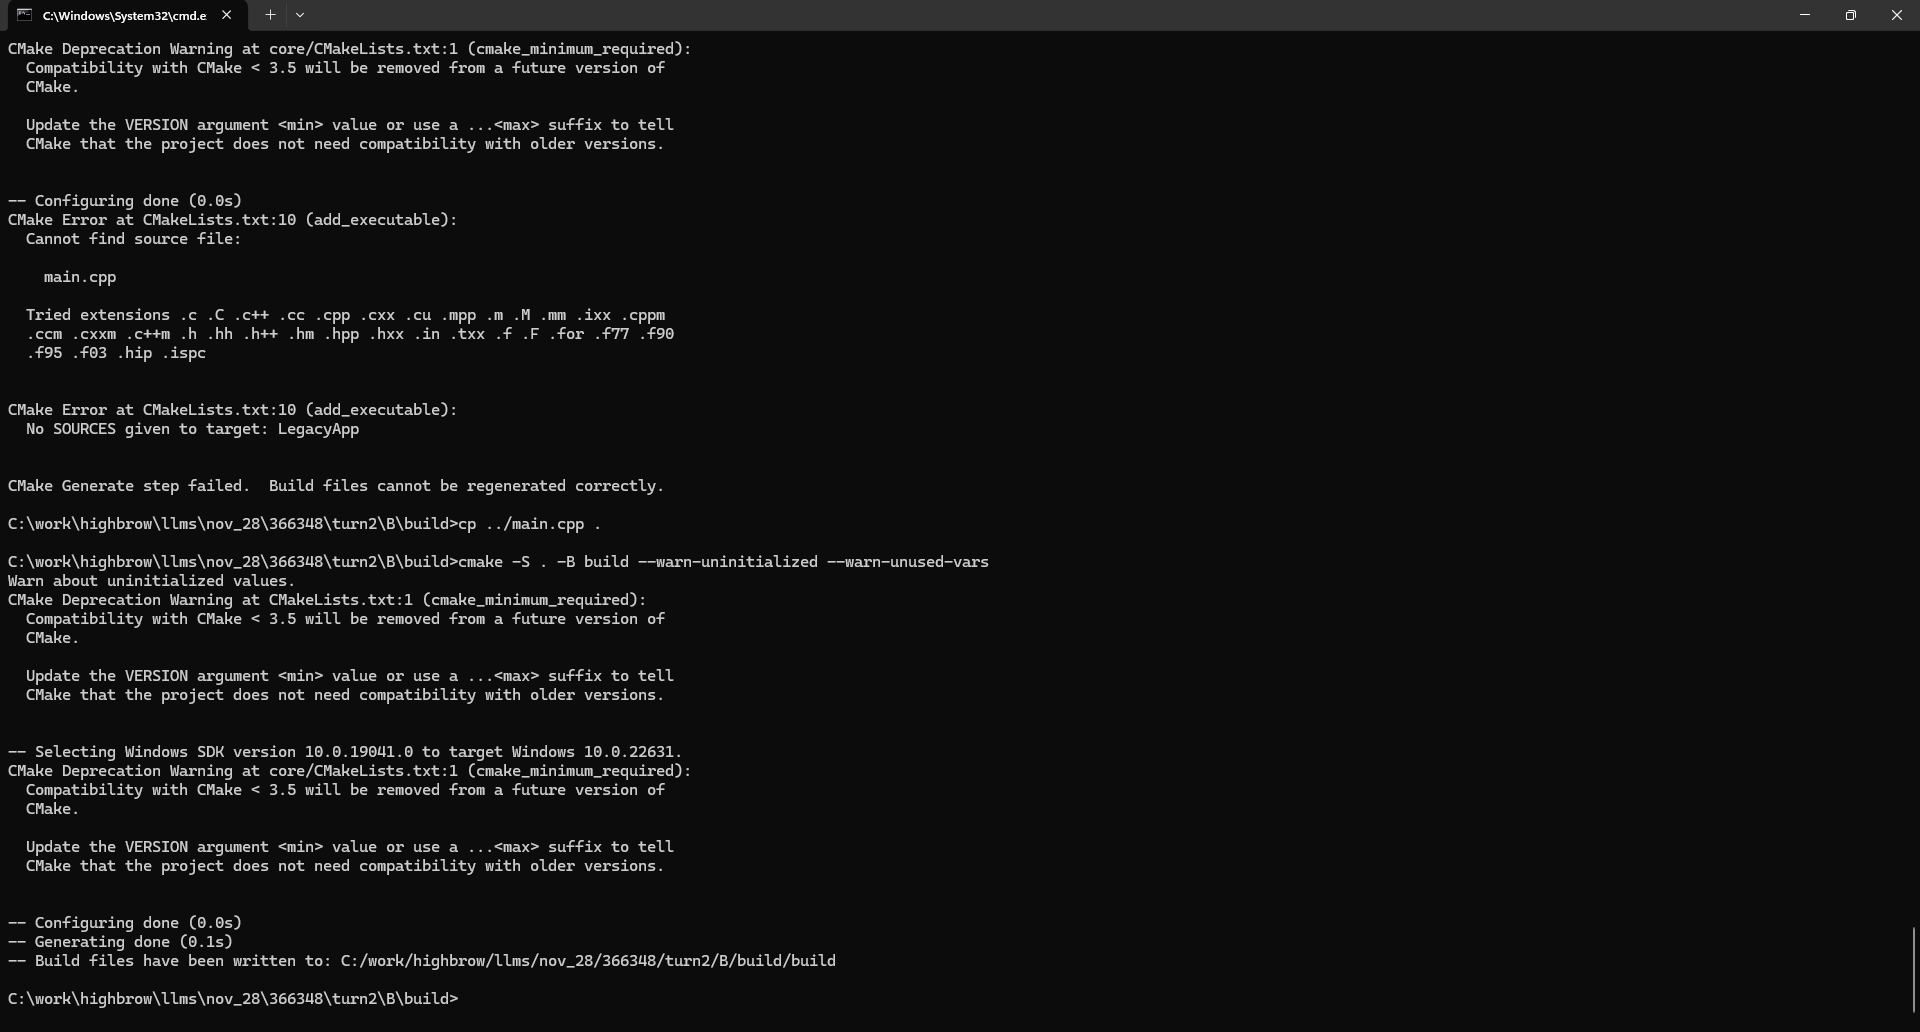 C:\Windows\System32\cmd.e
CMake Deprecation Warning at core/CMakeLists.txt:1 (cmake_minimum_required):
  Compatibility with CMake < 3.5 will be removed from a future version of
  CMake.

  Update the VERSION argument <min> value or use a ...<max> suffix to tell
  CMake that the project does not need compatibility with older versions.


-- Configuring done (0.0s)
CMake Error at CMakeLists.txt:10 (add_executable):
  Cannot find source file:

    main.cpp

  Tried extensions .c .C .c++ .cc .cpp .cxx .cu .mpp .m .M .mm .ixx .cppm
  .ccm .cxxm .c++m .h .hh .h++ .hm .hpp .hxx .in .txx .f .F .for .f77 .f90
  .f95 .f03 .hip .ispc


CMake Error at CMakeLists.txt:10 (add_executable):
  No SOURCES given to target: LegacyApp


CMake Generate step failed.  Build files cannot be regenerated correctly.

C:\work\highbrow\llms\nov_28\366348\turn2\B\build>cp ../main.cpp .

C:\work\highbrow\llms\nov_28\366348\turn2\B\build>cmake -S . -B build --warn-uninitialized --warn-unused-vars
Warn about uninitialized values.
CMake Deprecation Warning at CMakeLists.txt:1 (cmake_minimum_required):
  Compatibility with CMake < 3.5 will be removed from a future version of
  CMake.

  Update the VERSION argument <min> value or use a ...<max> suffix to tell
  CMake that the project does not need compatibility with older versions.


-- Selecting Windows SDK version 10.0.19041.0 to target Windows 10.0.22631.
CMake Deprecation Warning at core/CMakeLists.txt:1 (cmake_minimum_required):
  Compatibility with CMake < 3.5 will be removed from a future version of
  CMake.

  Update the VERSION argument <min> value or use a ...<max> suffix to tell
  CMake that the project does not need compatibility with older versions.


-- Configuring done (0.0s)
-- Generating done (0.1s)
-- Build files have been written to: C:/work/highbrow/llms/nov_28/366348/turn2/B/build/build

C:\work\highbrow\llms\nov_28\366348\turn2\B\build>